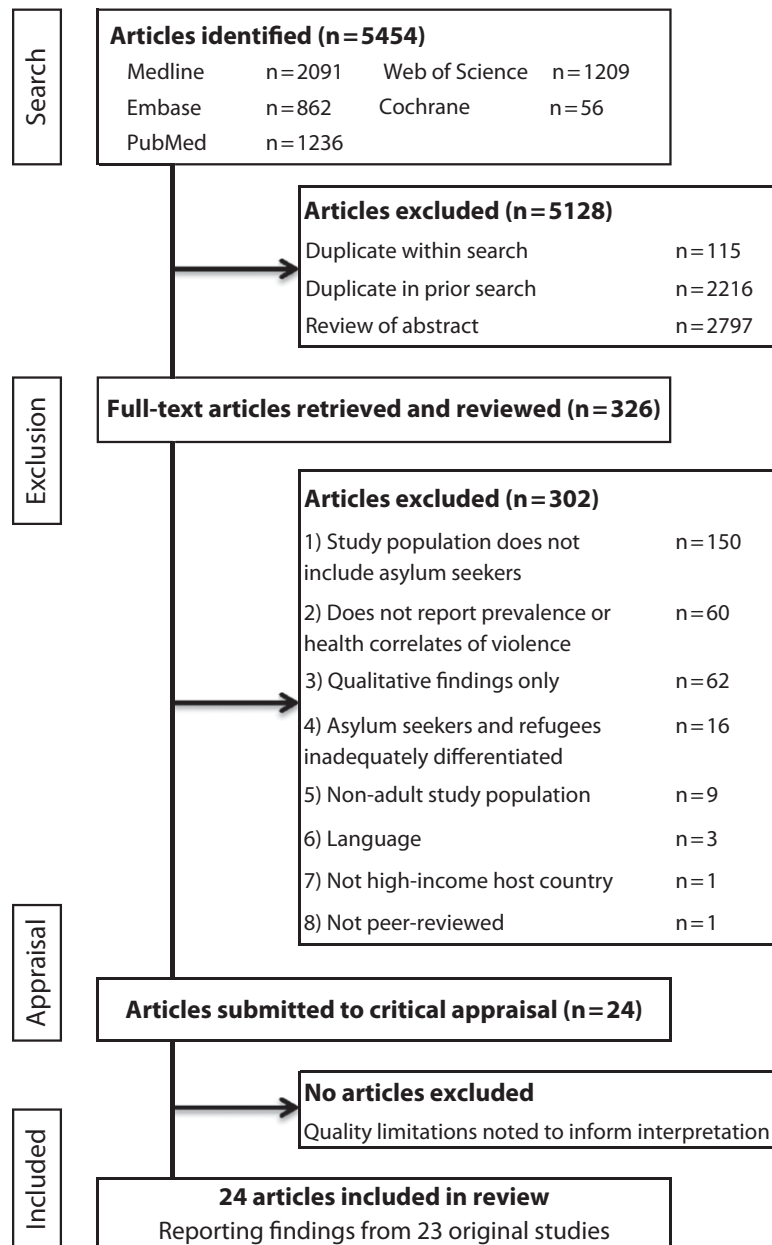 Search
Articles identified (n=5454)
Medline n=2091 Web of Science n=1209
Embase n=862 Cochrane n=56
PubMed n=1236
Articles excluded (n=5128)
Duplicate within search n=115
Duplicate in prior search n=2216
Review of abstract n=2797
Exclusion
Full-text articles retrieved and reviewed (n=326)
Articles excluded (n=302)
1) Study population does not n=150
include asylum seekers
2) Does not report prevalence or n=60
health correlates of violence
3) Qualitative findings only n=62
4) Asylum seekers and refugees n=16
inadequately differentiated
5) Non-adult study population n=9
6) Language n=3
7) Not high-income host country n=1
8) Not peer-reviewed n=1
Appraisal
Articles submitted to critical appraisal (n=24)
No articles excluded
Quality limitations noted to inform interpretation
Included
24 articles included in review
Reporting findings from 23 original studies